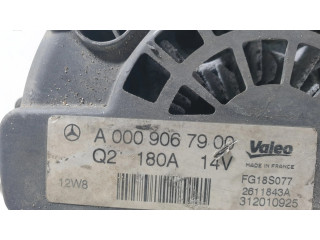 A 000 906 79 00
Valeo
Q2 180A 14V
MADE IN FRANCE
12W8
FG18S077
2611843A
312010925